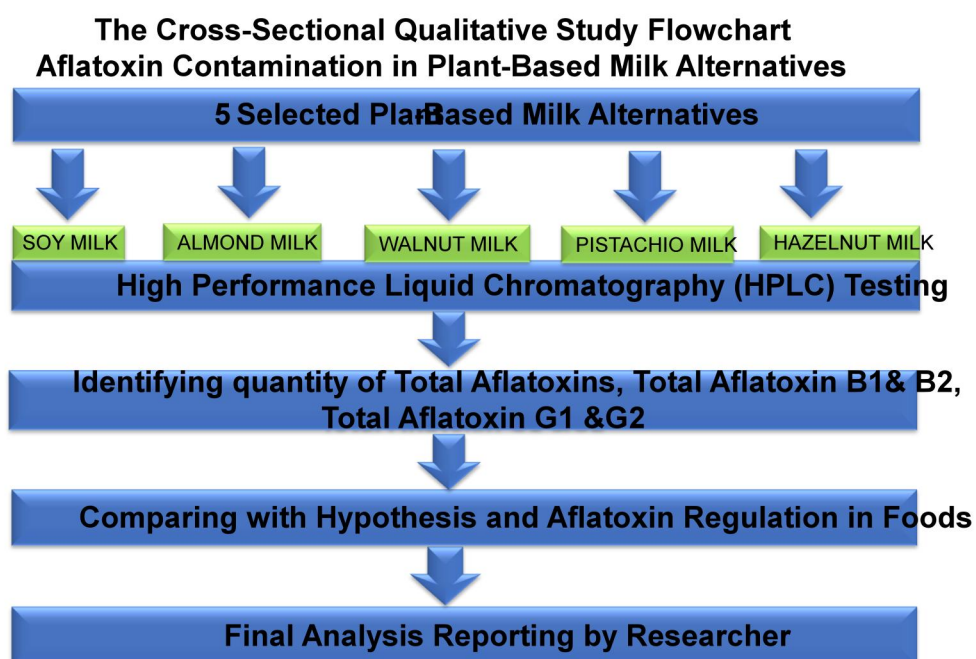 The Cross-Sectional Qualitative Study Flowchart
Aflatoxin Contamination in Plant-Based Milk Alternatives
5 Selected Plant-Based Milk Alternatives
SOY MILK
ALMOND MILK
WALNUT MILK
PISTACHIO MILK
HAZELNUT MILK
High Performance Liquid Chromatography (HPLC) Testing
Identifying quantity of Total Aflatoxins, Total Aflatoxin B1& B2,
Total Aflatoxin G1 &G2
Comparing with Hypothesis and Aflatoxin Regulation in Foods
Final Analysis Reporting by Researcher